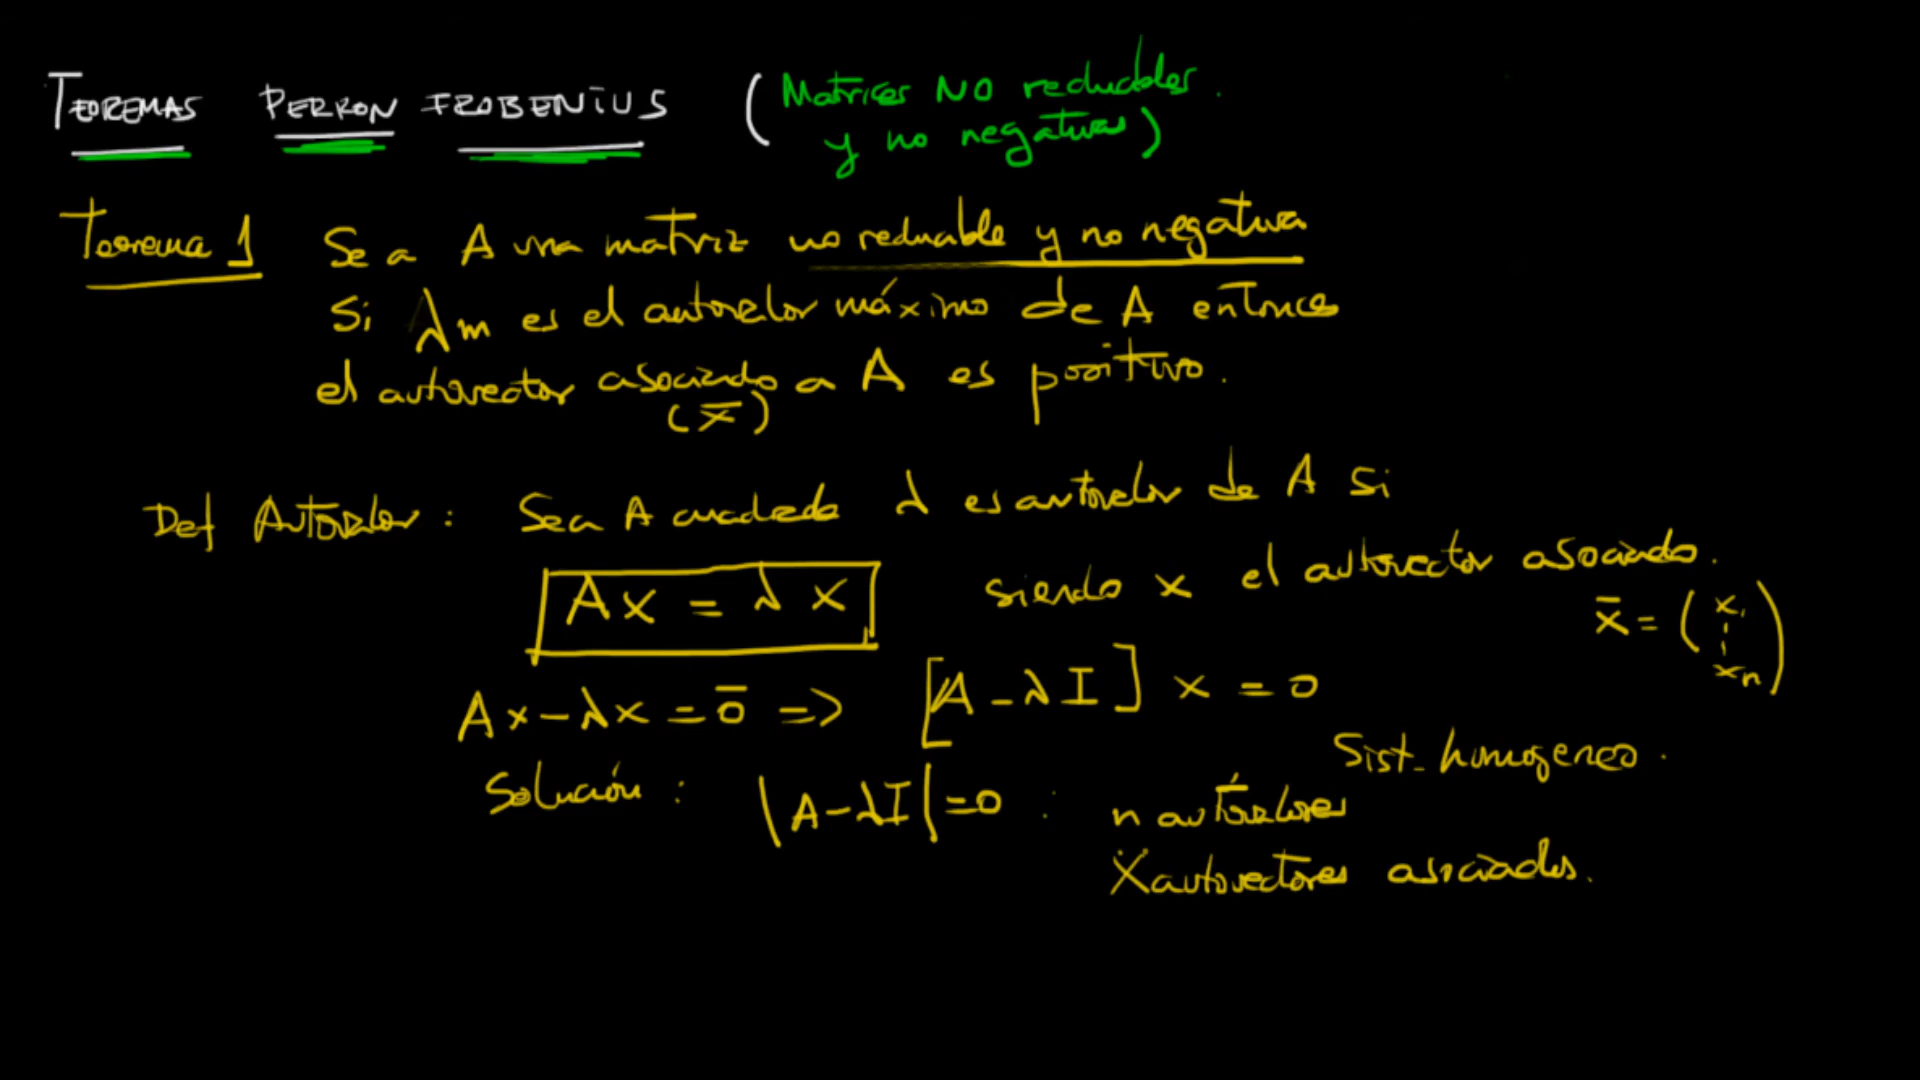 TEOREMAS PERRON FROBENIUS (Matrices NO reducibles
y no negativas)
Teorema 1 Sea A una matriz no reducible y no negativa
Si λm es el autovalor máximo de A entonces
el autovector asociado a A es positivo.
(x̅)
Def Autovalor: Sea A cuadrada λ es autovalor de A si
Ax = λx siendo x el autovector asociado.
x̅ = (x₁ ⋮ xn)
Ax - λx = 0̅ => [A - λI] x = 0
Sist. homogeneo.
Solución: |A - λI| = 0 : n autovalores
X autovectores asociados.